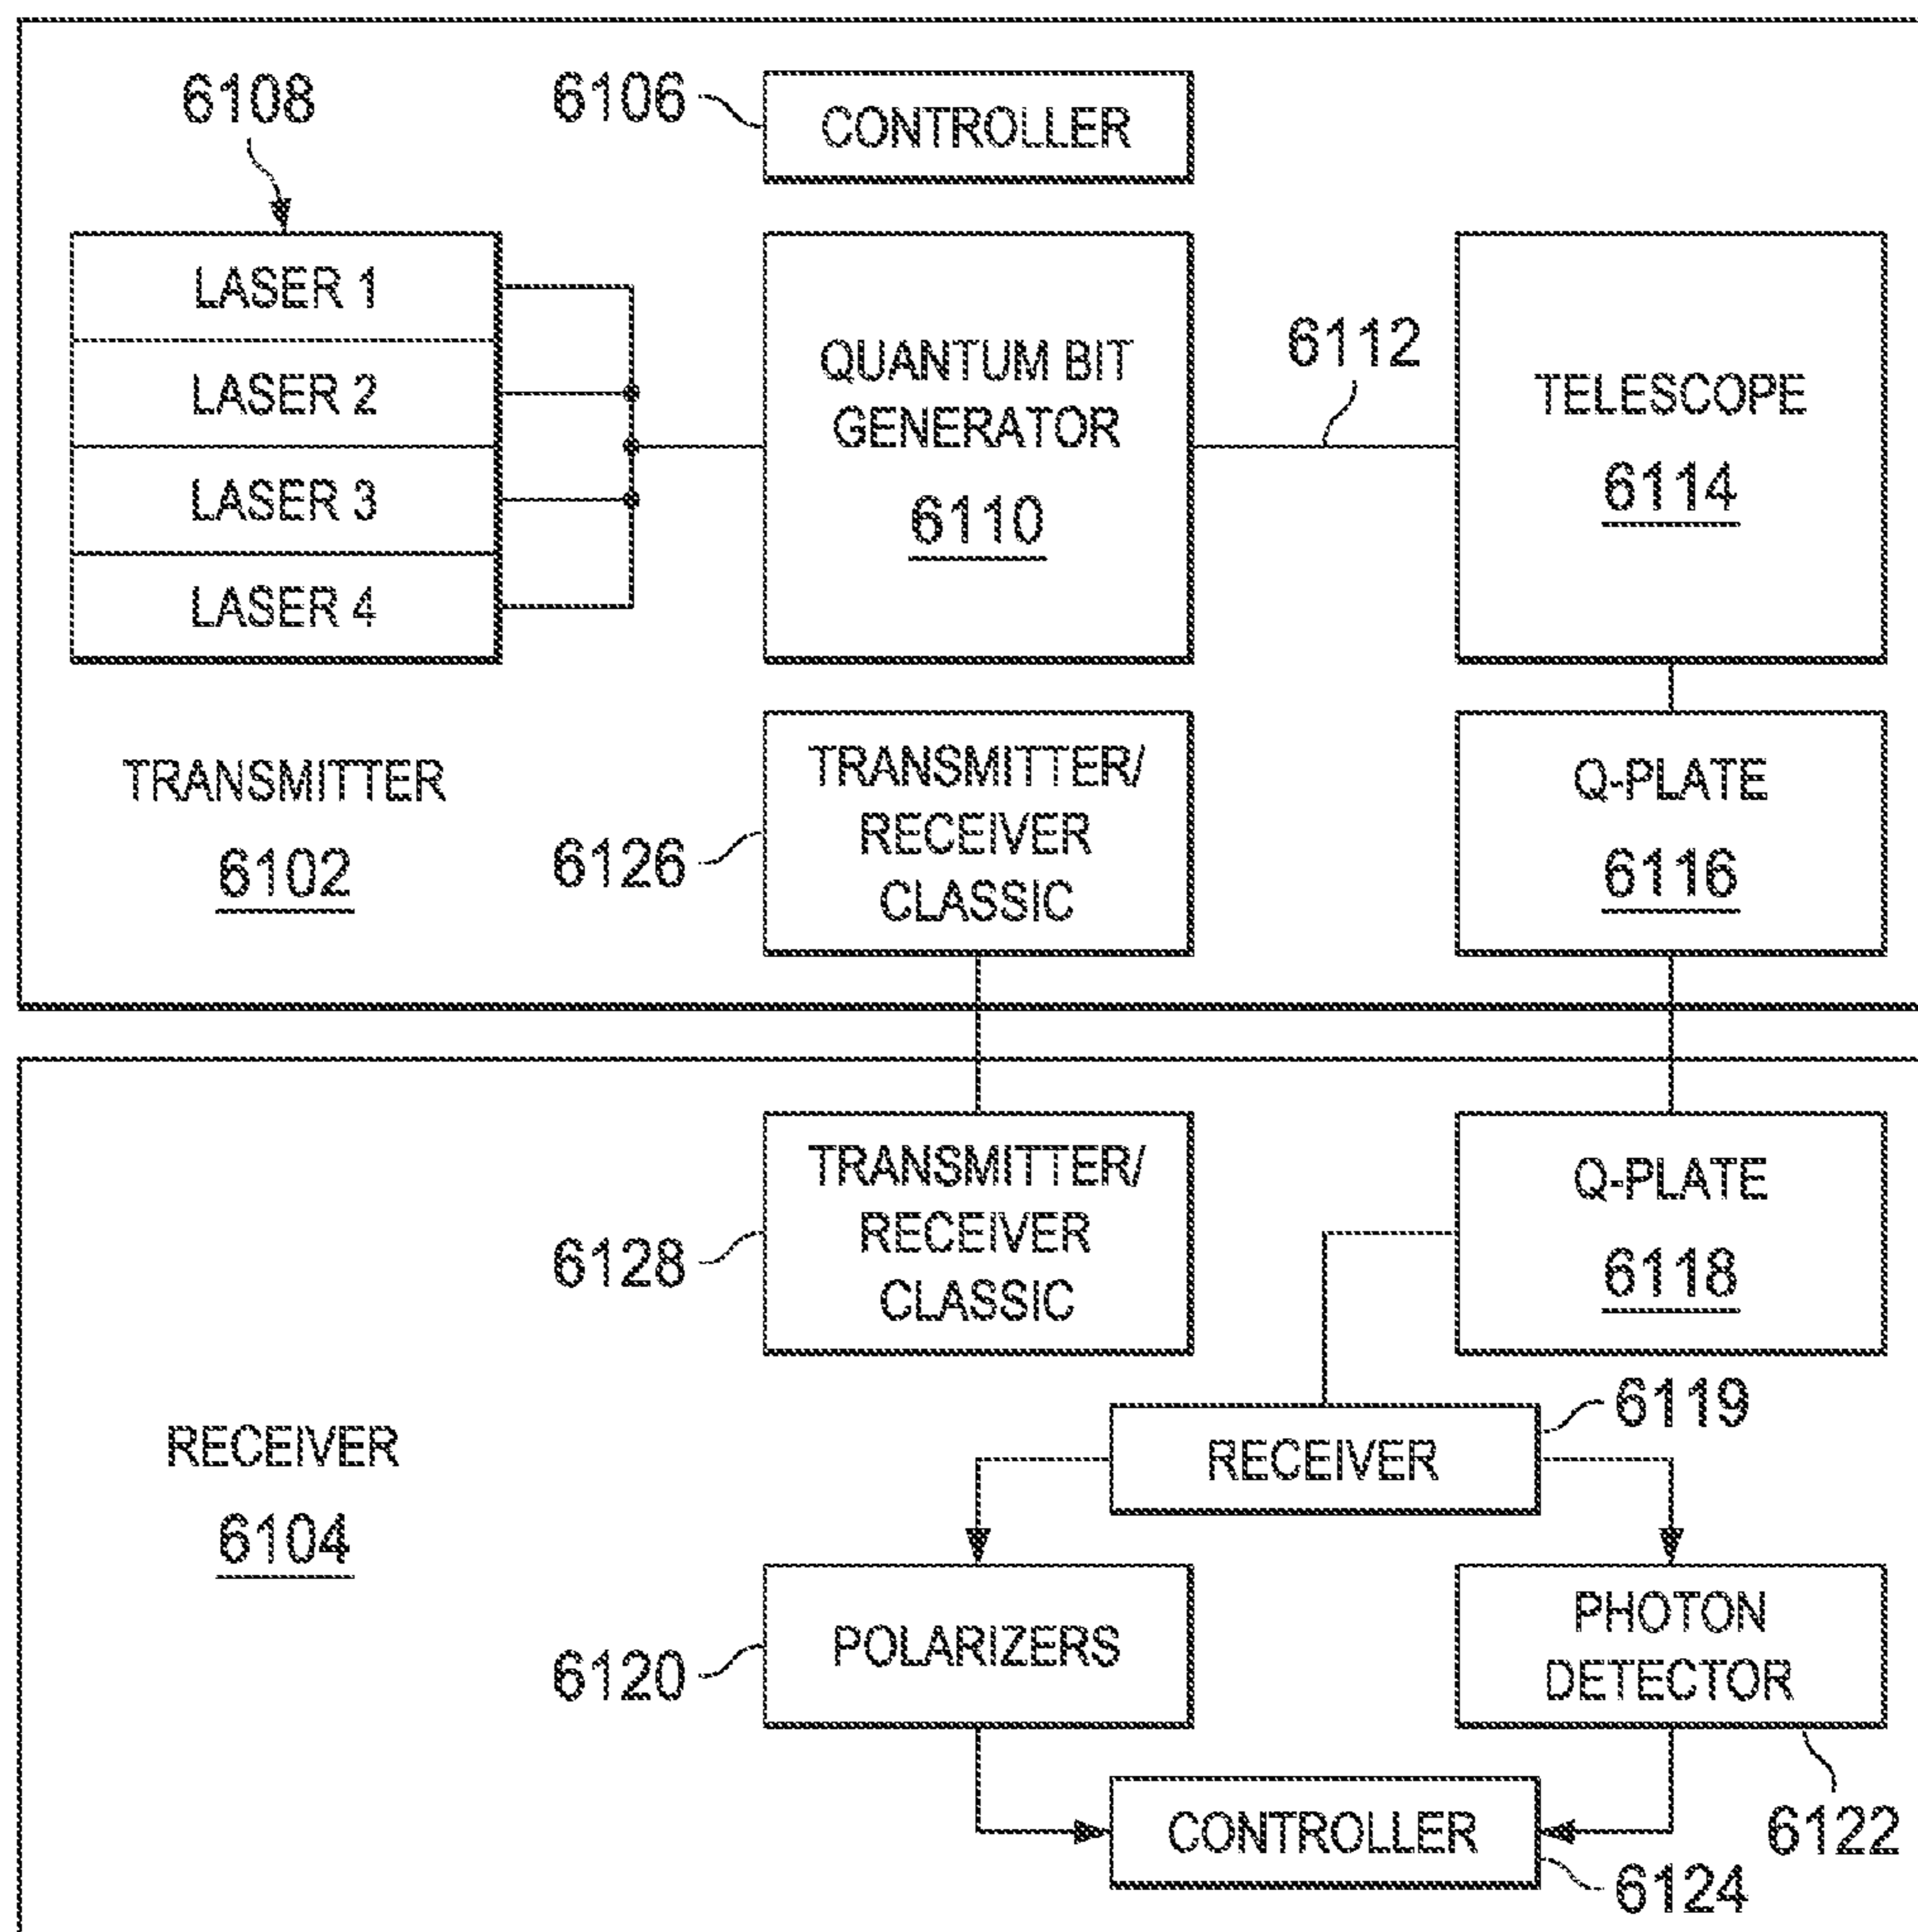 6108
6106
CONTROLLER
LASER 1
LASER 2
LASER 3
LASER 4
QUANTUM BIT
GENERATOR
6110
6112
TELESCOPE
6114
TRANSMITTER
6102
6126
TRANSMITTER/
RECEIVER
CLASSIC
Q-PLATE
6116
6128
TRANSMITTER/
RECEIVER
CLASSIC
Q-PLATE
6118
RECEIVER
6104
RECEIVER
6119
6120
POLARIZERS
PHOTON
DETECTOR
6122
CONTROLLER
6124